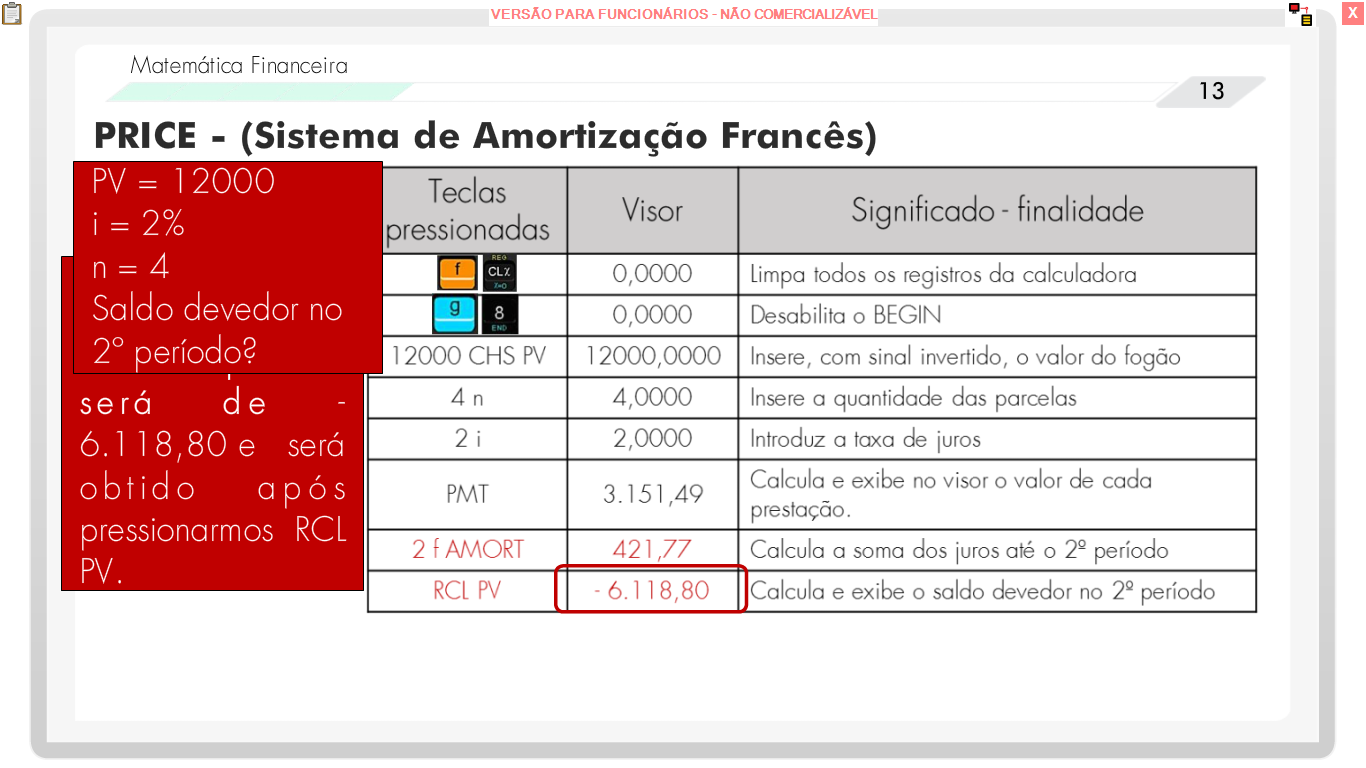 VERSÃO PARA FUNCIONÁRIOS - NÃO COMERCIALIZÁVEL
X
Matemática Financeira
13
PRICE - (Sistema de Amortização Francês)
PV = 12000
i = 2%
n = 4
Saldo devedor no
2º período?
será de -
6.118,80 e será
obtido após
pressionarmos RCL
PV.
Teclas pressionadas Visor Significado - finalidade
f REG CLX Σ=0 0,0000 Limpa todos os registros da calculadora
g 8 END 0,0000 Desabilita o BEGIN
12000 CHS PV 12000,0000 Insere, com sinal invertido, o valor do fogão
4 n 4,0000 Insere a quantidade das parcelas
2 i 2,0000 Introduz a taxa de juros
PMT 3.151,49 Calcula e exibe no visor o valor de cada
prestação.
2 f AMORT 421,77 Calcula a soma dos juros até o 2º período
RCL PV - 6.118,80 Calcula e exibe o saldo devedor no 2º período